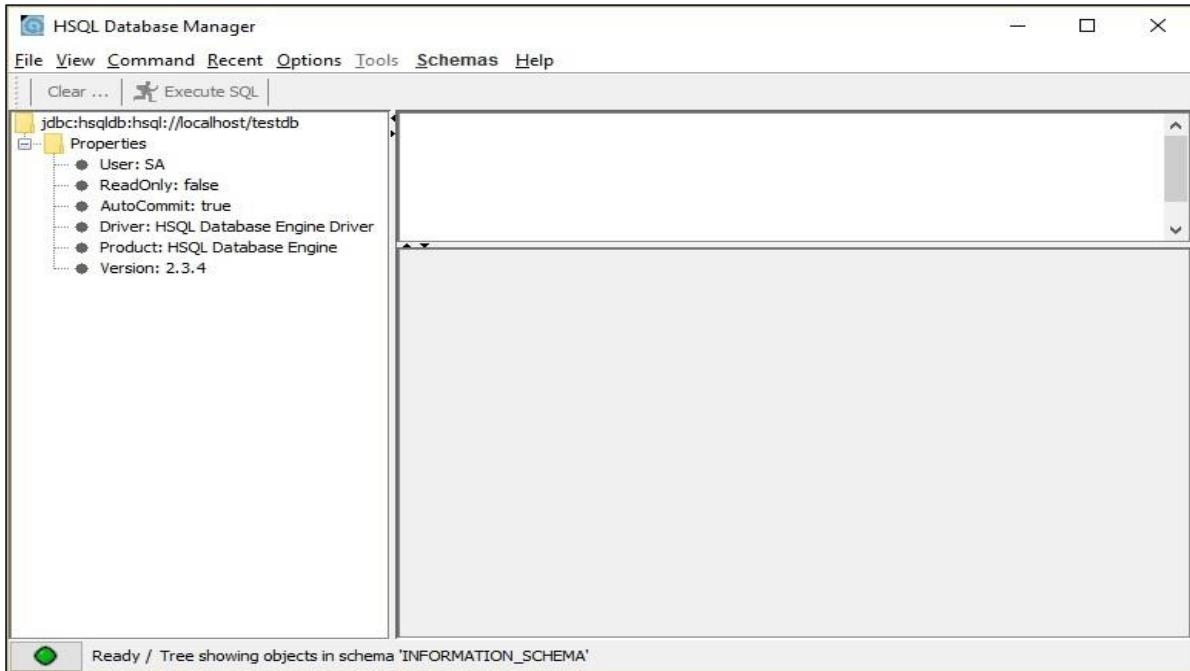 HSQL Database Manager
File View Command Recent Options Tools Schemas Help
Clear ... Execute SQL
jdbc:hsqldb:hsql://localhost/testdb
Properties
User: SA
ReadOnly: false
AutoCommit: true
Driver: HSQL Database Engine Driver
Product: HSQL Database Engine
Version: 2.3.4
Ready / Tree showing objects in schema 'INFORMATION_SCHEMA'